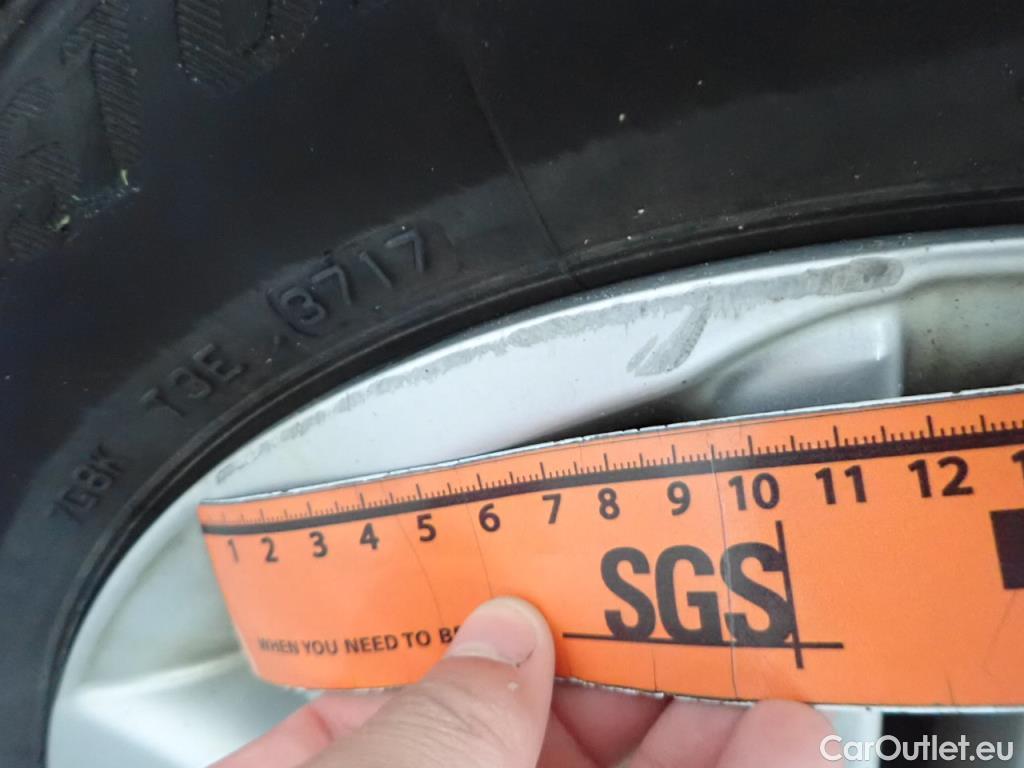 3717
T3E
1 2 3 4 5 6 7 8 9 10 11 12
SGS
WHEN YOU NEED TO
CarOutlet.eu